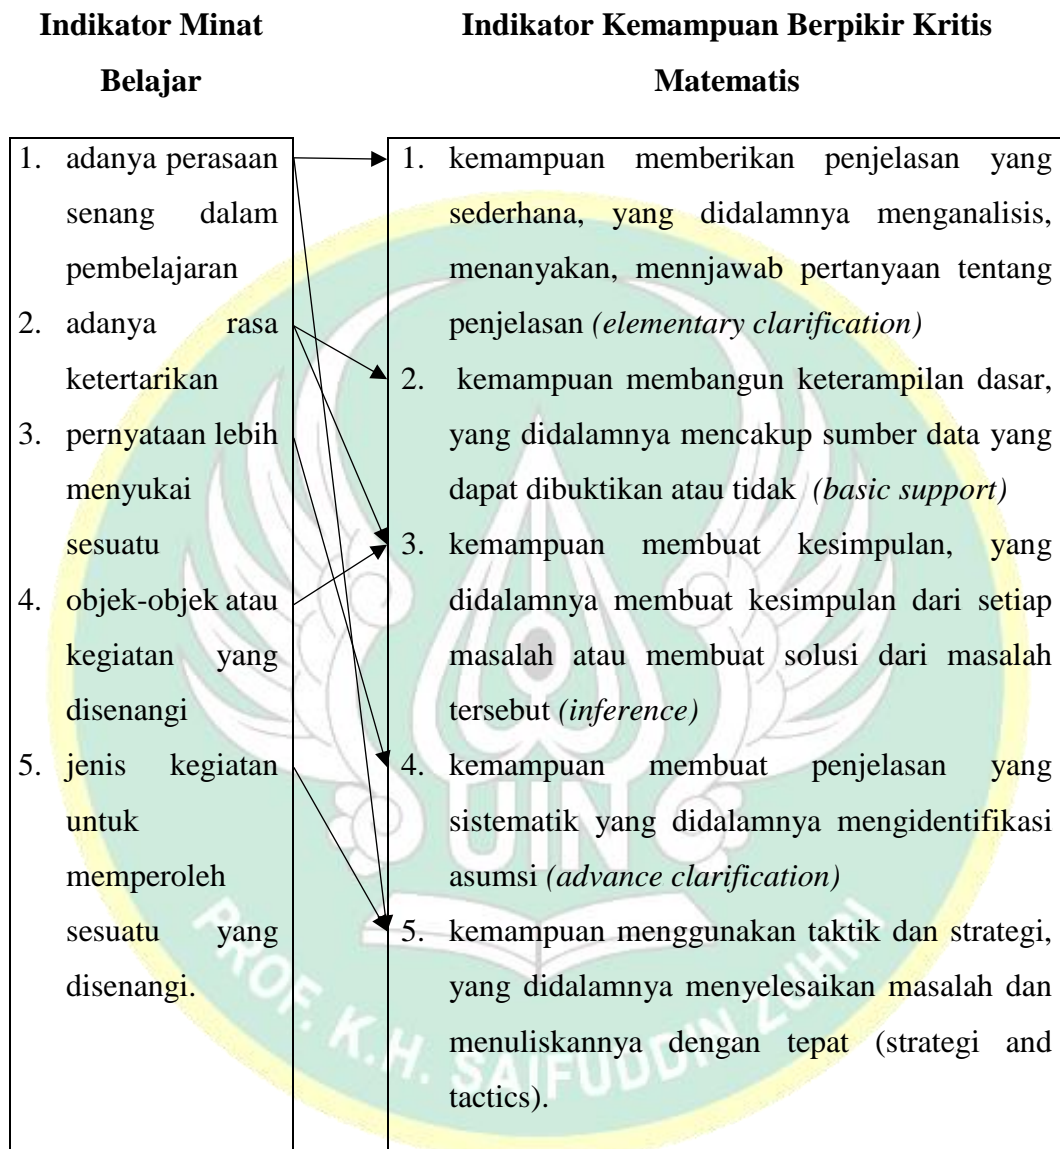 Indikator Minat
Belajar
Indikator Kemampuan Berpikir Kritis
Matematis
1. adanya perasaan
senang dalam
pembelajaran
2. adanya rasa
ketertarikan
3. pernyataan lebih
menyukai
sesuatu
4. objek-objek atau
kegiatan yang
disenangi
5. jenis kegiatan
untuk
memperoleh
sesuatu yang
disenangi.
1. kemampuan memberikan penjelasan yang
sederhana, yang didalamnya menganalisis,
menanyakan, mennjawab pertanyaan tentang
penjelasan (elementary clarification)
2. kemampuan membangun keterampilan dasar,
yang didalamnya mencakup sumber data yang
dapat dibuktikan atau tidak (basic support)
3. kemampuan membuat kesimpulan, yang
didalamnya membuat kesimpulan dari setiap
masalah atau membuat solusi dari masalah
tersebut (inference)
4. kemampuan membuat penjelasan yang
sistematik yang didalamnya mengidentifikasi
asumsi (advance clarification)
5. kemampuan menggunakan taktik dan strategi,
yang didalamnya menyelesaikan masalah dan
menuliskannya dengan tepat (strategi and
tactics).
UIN
PROF. K.H. SAIFUDDIN ZUHRI